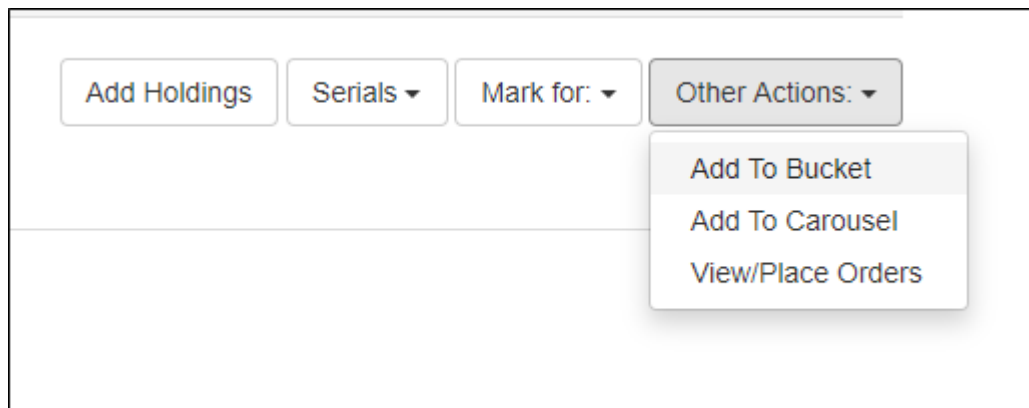 Add Holdings Serials Mark for: Other Actions:
Add To Bucket
Add To Carousel
View/Place Orders